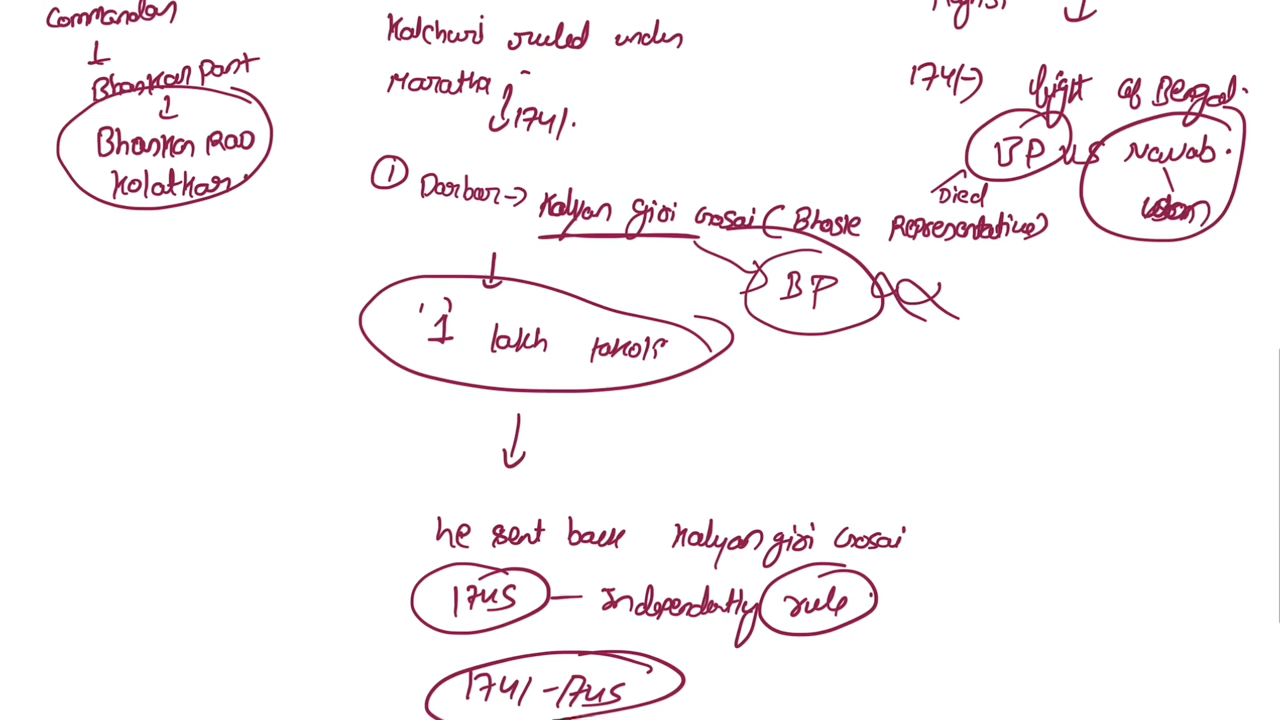 Commander
Bhaskar Pant
Bhaskar Rao
Kolatkar
Kalchuri ruled under
Maratha
1741.
① Darbar → Kalyan giri Gosai (Bhosle Representative)
BP
'1' lakh takoli
he sent back Kalyan giri Gosai
1745 — Independently rule
1741 - 1745
1741 → fight of Bengal.
BP vs Nawab.
Died
won